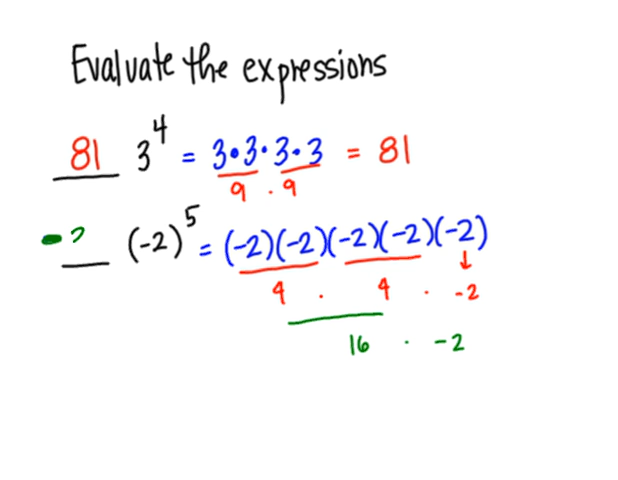 Evaluate the expressions
81 3^4 = 3•3•3•3 = 81
9 . 9
- (-2)^5 = (-2)(-2)(-2)(-2)(-2)
4 . 4 . -2
16 . -2